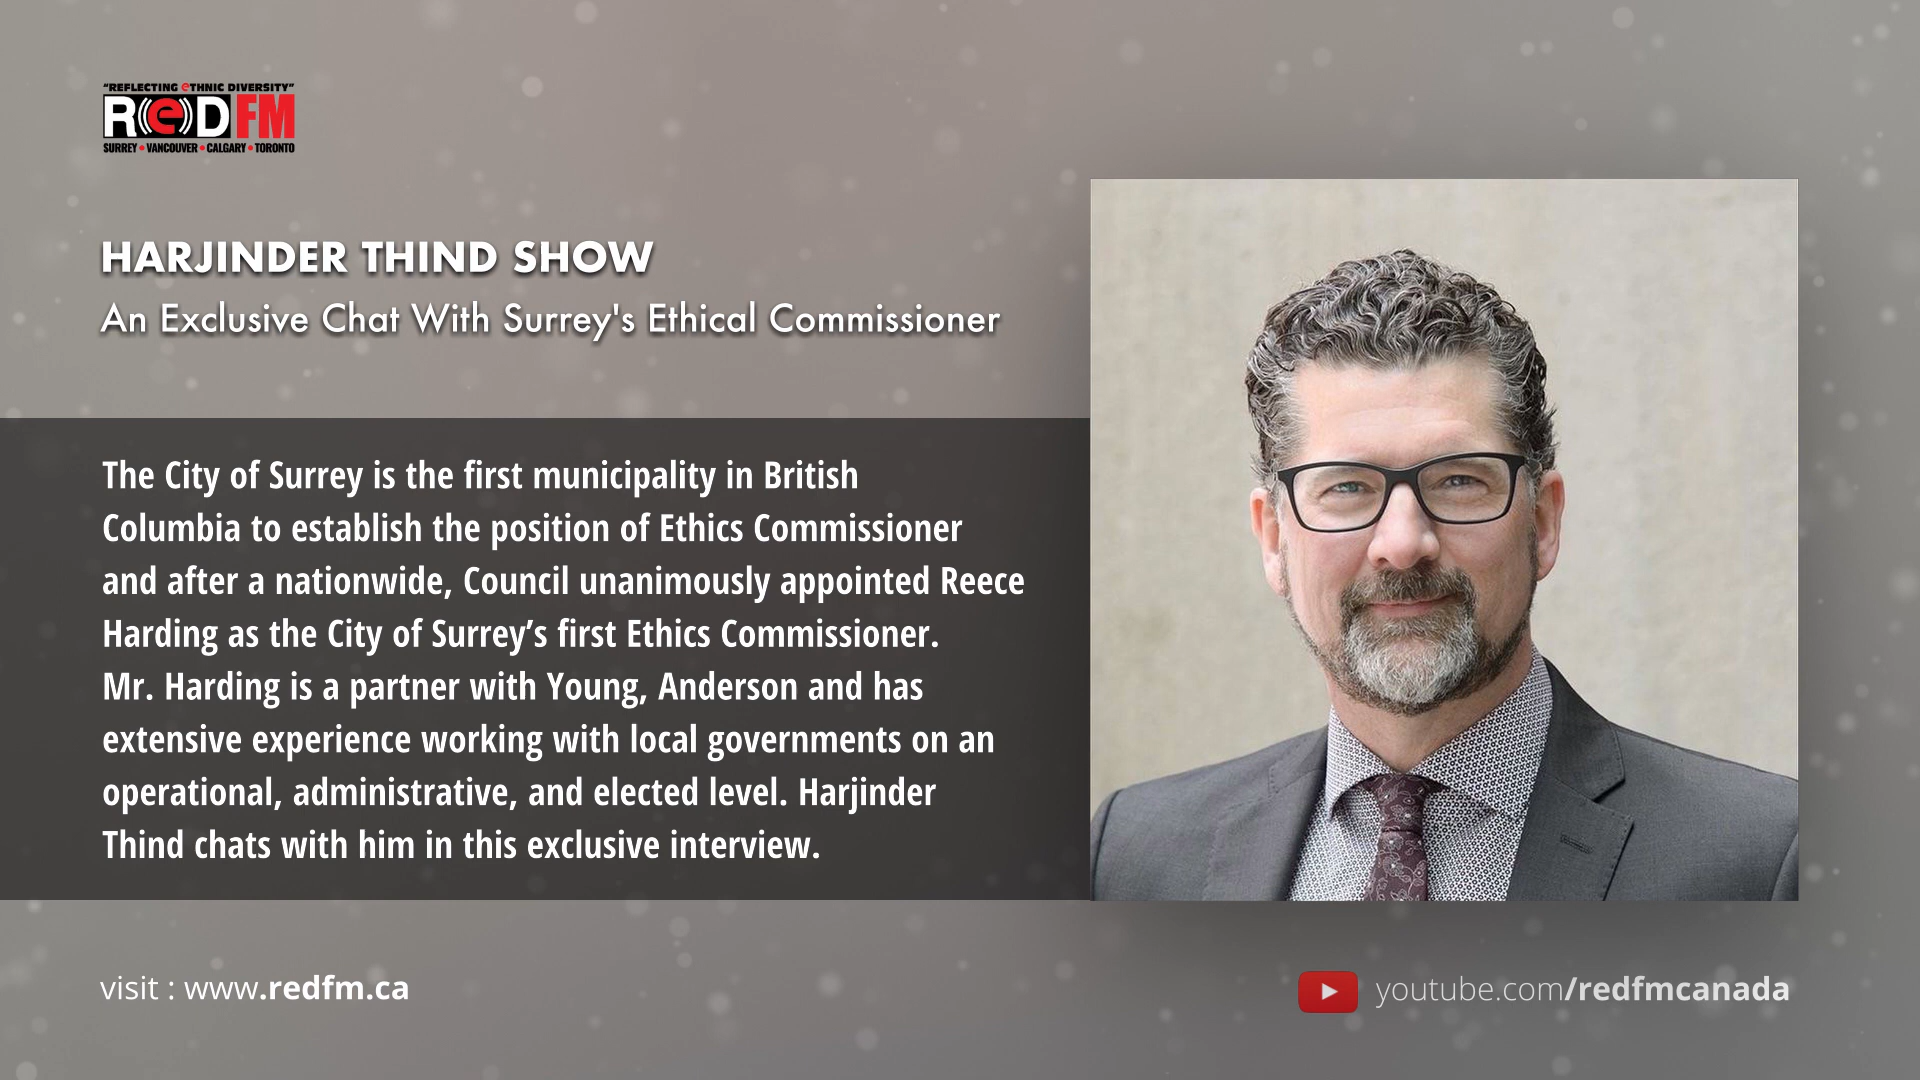 "REFLECTING eTHNIC DIVERSITY"
ReD FM
SURREY • VANCOUVER • CALGARY • TORONTO
HARJINDER THIND SHOW
An Exclusive Chat With Surrey's Ethical Commissioner
The City of Surrey is the first municipality in British
Columbia to establish the position of Ethics Commissioner
and after a nationwide, Council unanimously appointed Reece
Harding as the City of Surrey’s first Ethics Commissioner.
Mr. Harding is a partner with Young, Anderson and has
extensive experience working with local governments on an
operational, administrative, and elected level. Harjinder
Thind chats with him in this exclusive interview.
visit : www.redfm.ca
youtube.com/redfmcanada